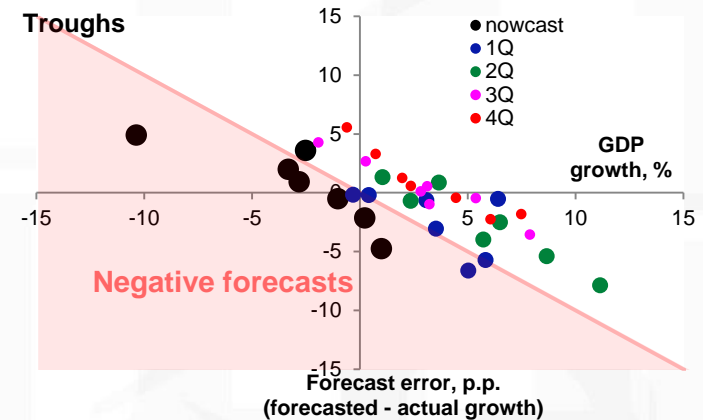 Troughs
15
nowcast
1Q
2Q
3Q
4Q
10
5
GDP
growth, %
0
-15
-10
-5
0
5
10
15
-5
Negative forecasts
-10
-15
Forecast error, p.p.
(forecasted - actual growth)